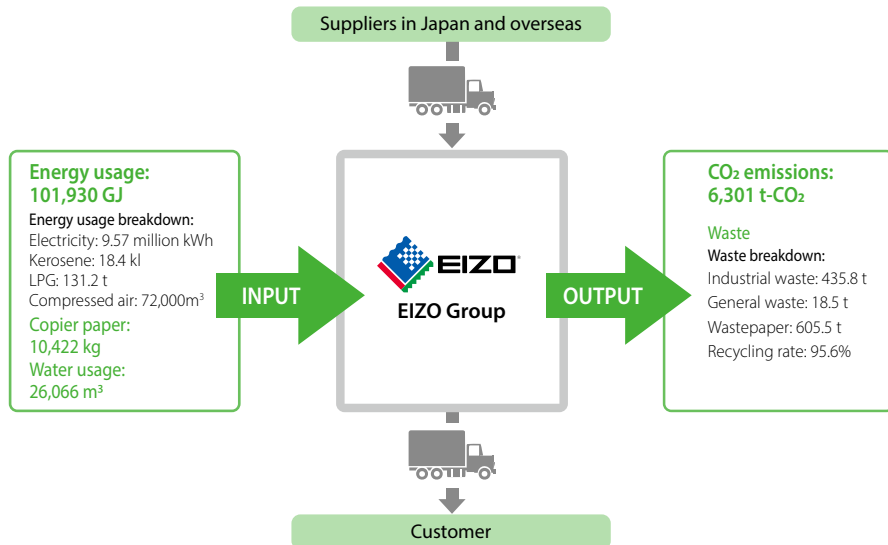 Suppliers in Japan and overseas
Energy usage:
101,930 GJ
Energy usage breakdown:
Electricity: 9.57 million kWh
Kerosene: 18.4 kl
LPG: 131.2 t
Compressed air: 72,000m³
Copier paper:
10,422 kg
Water usage:
26,066 m³
INPUT
EIZO
EIZO Group
OUTPUT
CO₂ emissions:
6,301 t-CO₂
Waste
Waste breakdown:
Industrial waste: 435.8 t
General waste: 18.5 t
Wastepaper: 605.5 t
Recycling rate: 95.6%
Customer